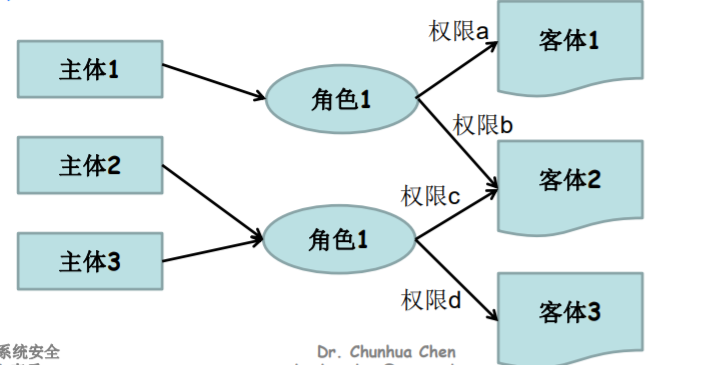 权限a
客体1
主体1
角色1
权限b
主体2
客体2
权限c
角色1
主体3
权限d
客体3
系统安全
Dr. Chunhua Chen